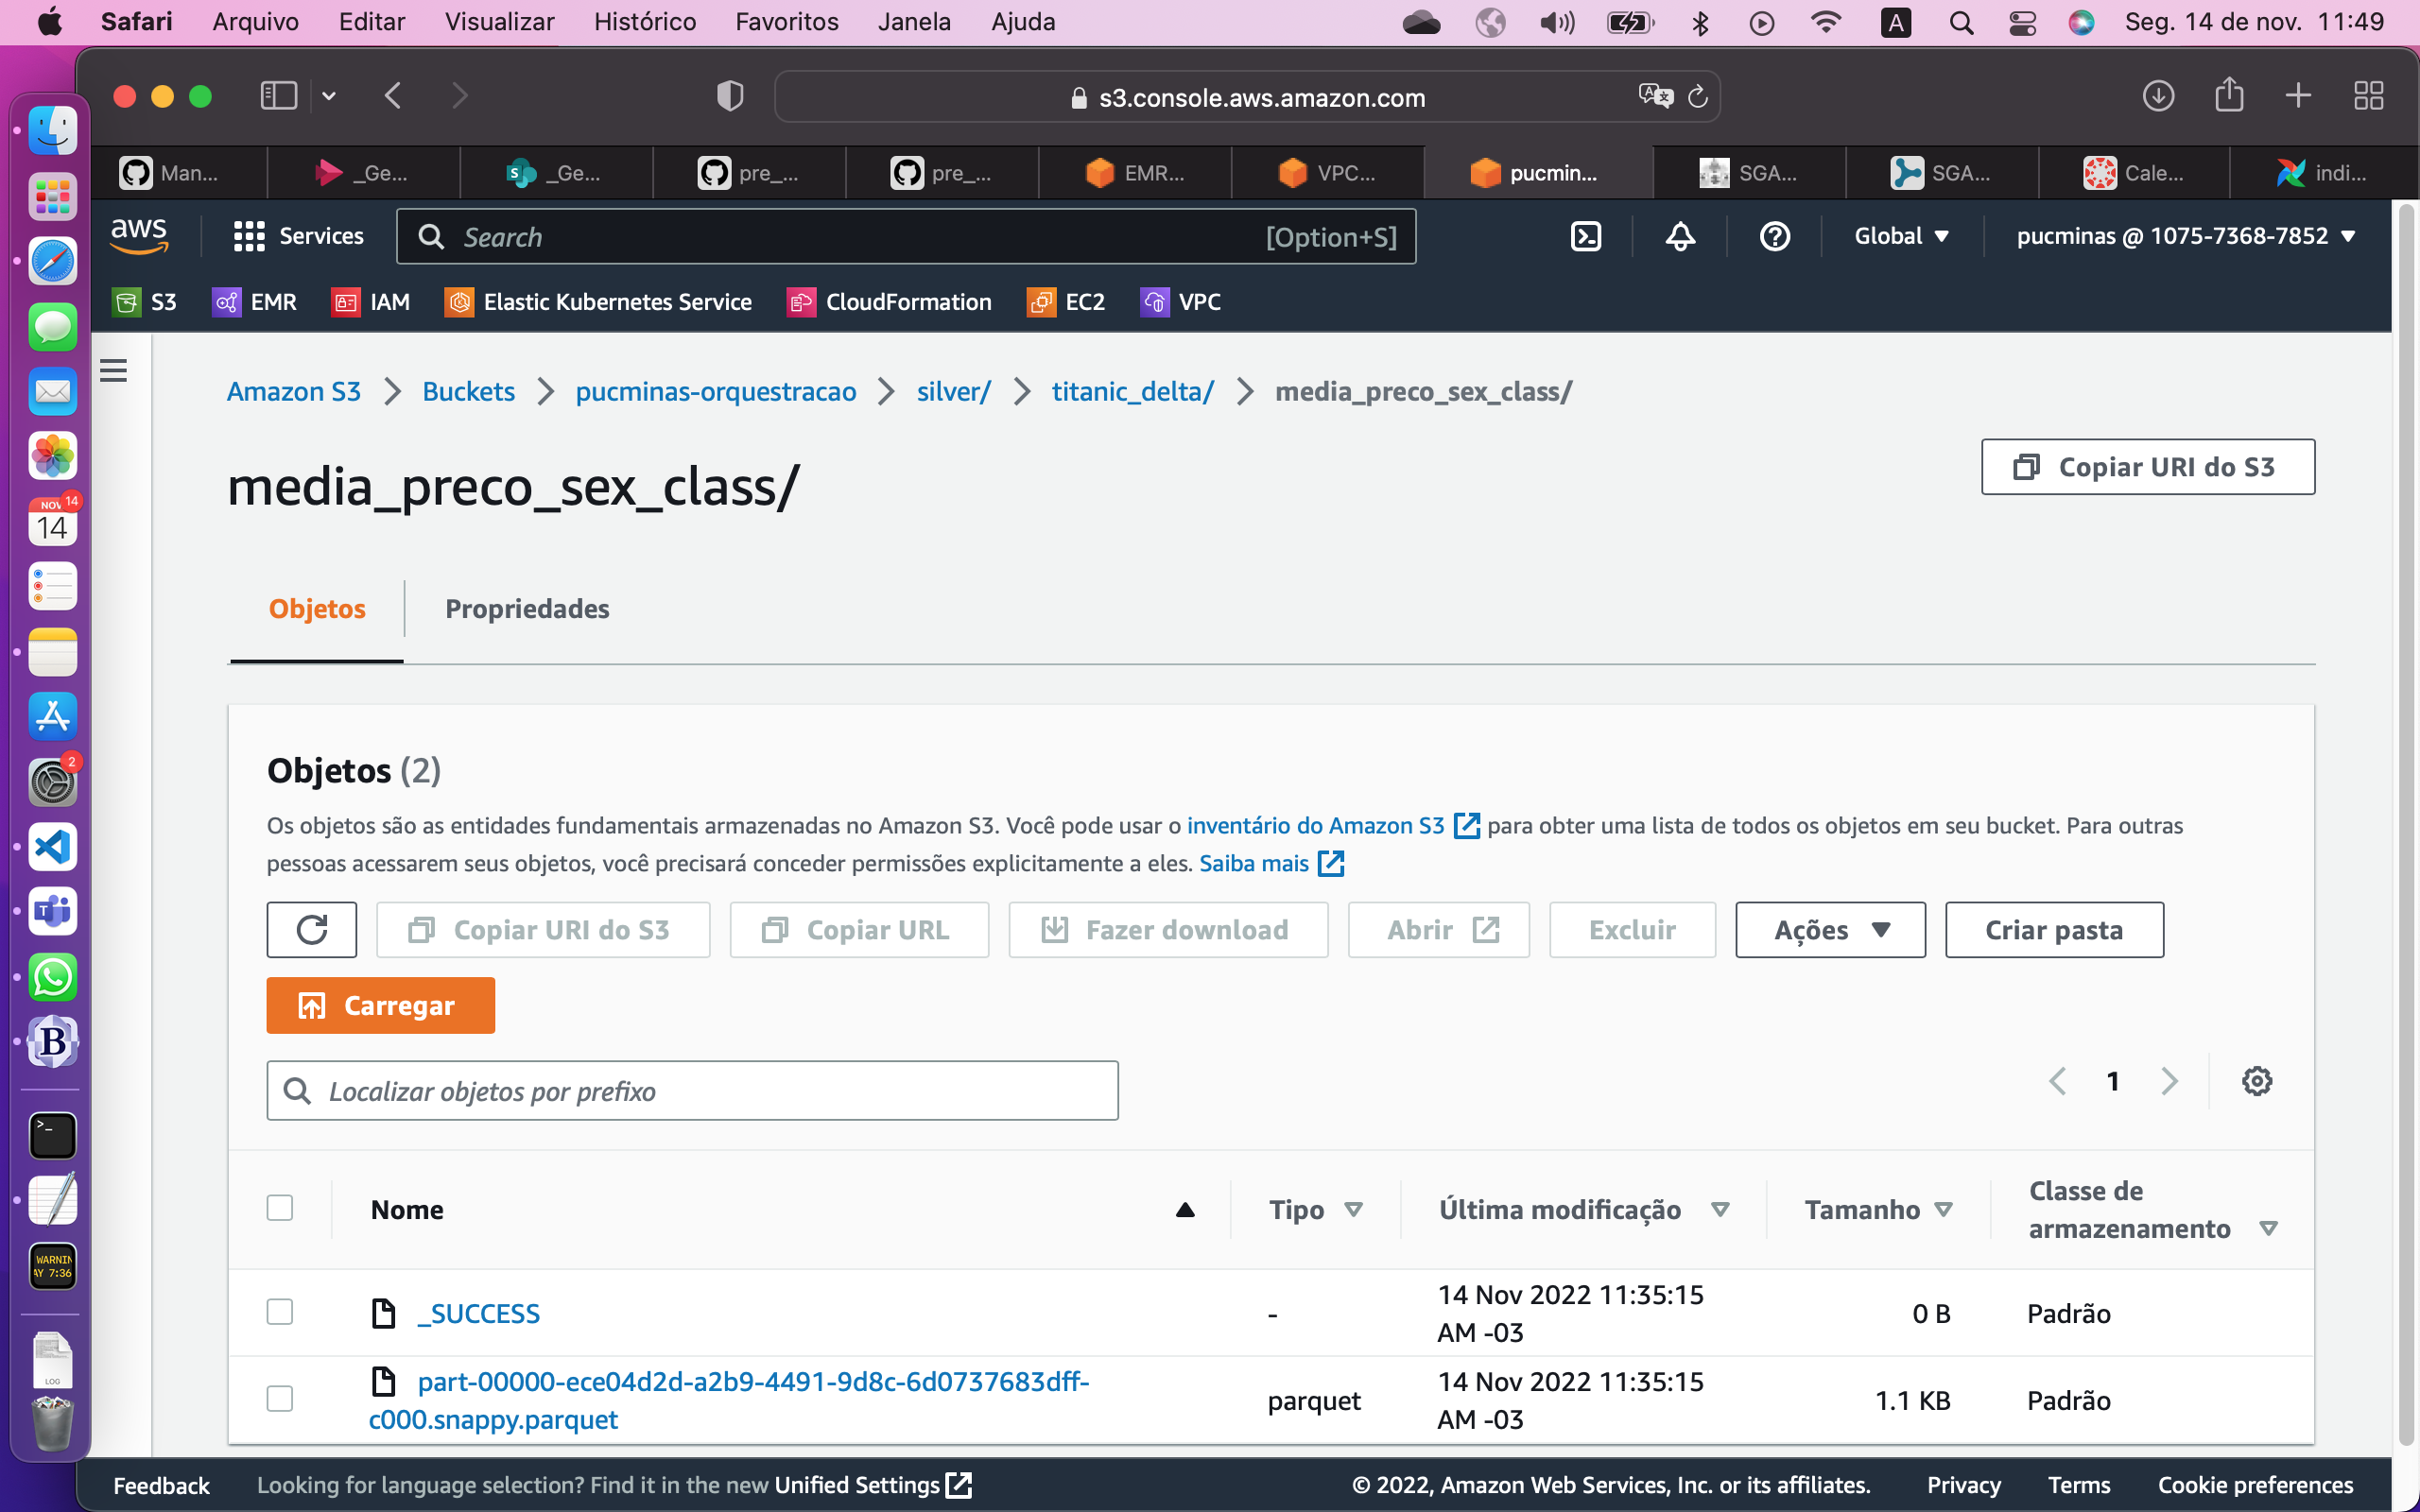 Safari Arquivo Editar Visualizar Histórico Favoritos Janela Ajuda A Seg. 14 de nov. 11:49
s3.console.aws.amazon.com
Man... _Ge... _Ge... pre_... pre_... EMR... VPC... pucmin... SGA... SGA... Cale... indi...
aws Services Search [Option+S] Global pucminas @ 1075-7368-7852
S3 EMR IAM Elastic Kubernetes Service CloudFormation EC2 VPC
Amazon S3 > Buckets > pucminas-orquestracao > silver/ > titanic_delta/ > media_preco_sex_class/
media_preco_sex_class/
Copiar URI do S3
Objetos Propriedades
Objetos (2)
Os objetos são as entidades fundamentais armazenadas no Amazon S3. Você pode usar o inventário do Amazon S3 para obter uma lista de todos os objetos em seu bucket. Para outras
pessoas acessarem seus objetos, você precisará conceder permissões explicitamente a eles. Saiba mais
Copiar URI do S3 Copiar URL Fazer download Abrir Excluir Ações Criar pasta
Carregar
Localizar objetos por prefixo
1
Nome Tipo Última modificação Tamanho Classe de
armazenamento
_SUCCESS - 14 Nov 2022 11:35:15 0 B Padrão
AM -03
part-00000-ece04d2d-a2b9-4491-9d8c-6d0737683dff- parquet 14 Nov 2022 11:35:15 1.1 KB Padrão
c000.snappy.parquet AM -03
Feedback Looking for language selection? Find it in the new Unified Settings © 2022, Amazon Web Services, Inc. or its affiliates. Privacy Terms Cookie preferences
NOV 14
14
2
WARNIN
AY 7:36
LOG